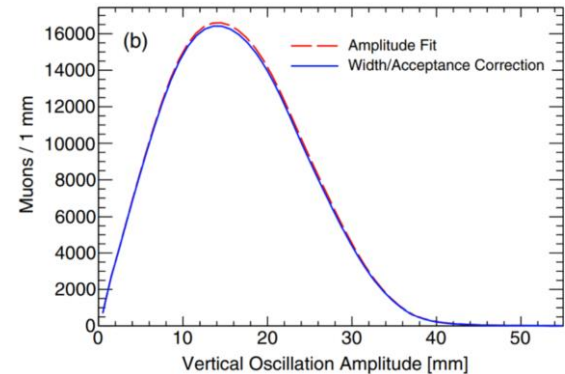 16000
14000
12000
10000
8000
6000
4000
2000
0
Muons / 1 mm
(b)
Amplitude Fit
Width/Acceptance Correction
0 10 20 30 40 50
Vertical Oscillation Amplitude [mm]